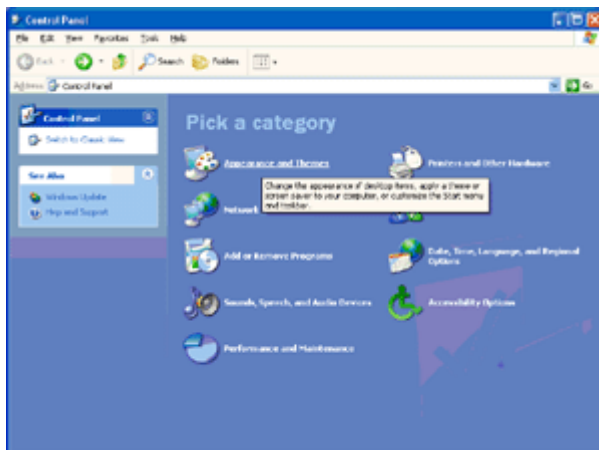 Control Panel
File Edit View Favorites Tools Help
Back Search Folders
Address Control Panel Go
Control Panel
Switch to Classic View
See Also
Windows Update
Help and Support
Pick a category
Appearance and Themes
Printers and Other Hardware
Change the appearance of desktop items, apply a theme or
screen saver to your computer, or customize the Start menu
and taskbar.
Network
Add or Remove Programs
Date, Time, Language, and Regional
Options
Sounds, Speech, and Audio Devices
Accessibility Options
Performance and Maintenance